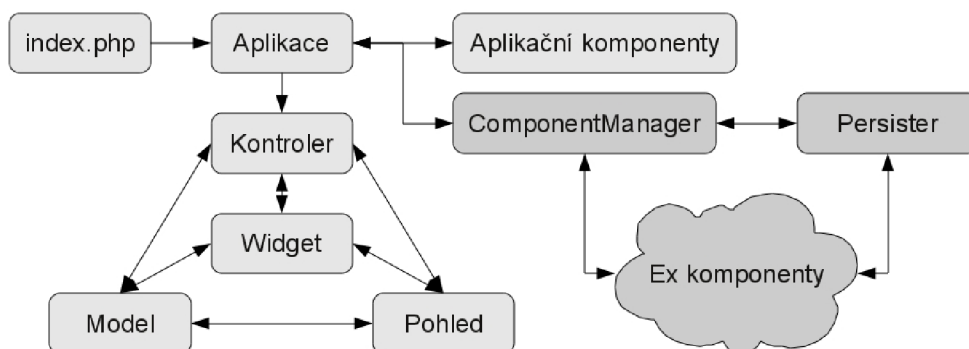 index.php
Aplikace
Aplikační komponenty
ComponentManager
Persister
Kontroler
Widget
Ex komponenty
Model
Pohled